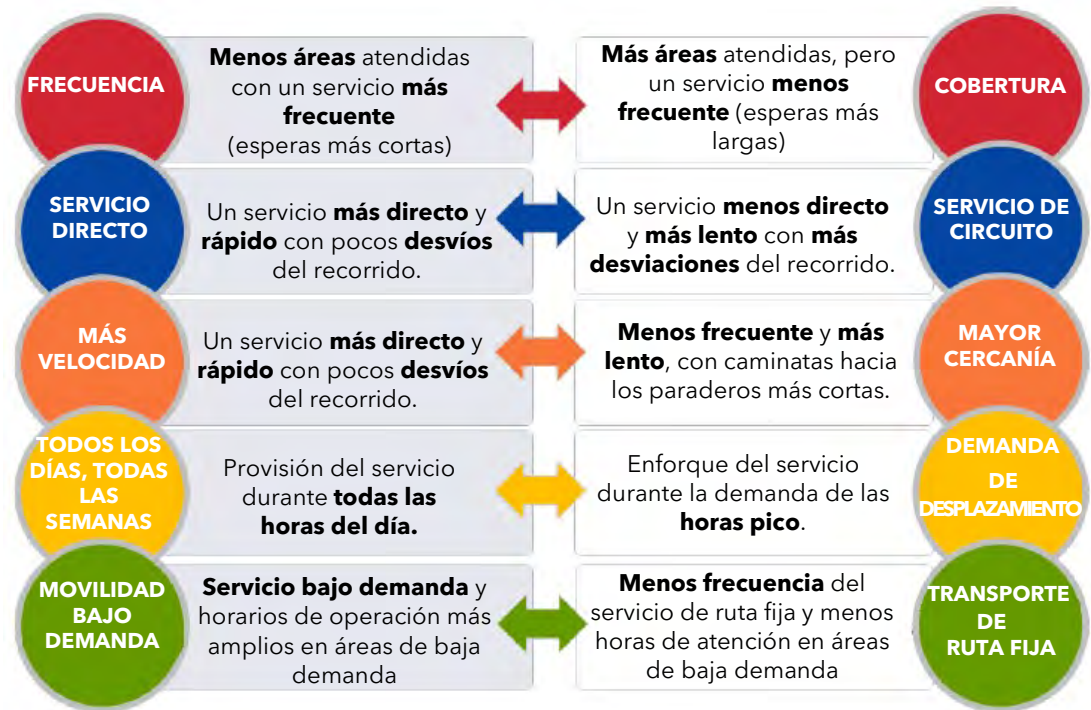 FRECUENCIA
Menos áreas atendidas
con un servicio más
frecuente
(esperas más cortas)
Más áreas atendidas, pero
un servicio menos
frecuente (esperas más
largas)
COBERTURA
SERVICIO
DIRECTO
Un servicio más directo y
rápido con pocos desvíos
del recorrido.
Un servicio menos directo
y más lento con más
desviaciones del recorrido.
SERVICIO DE
CIRCUITO
MÁS
VELOCIDAD
Un servicio más directo y
rápido con pocos desvíos
del recorrido.
Menos frecuente y más
lento, con caminatas hacia
los paraderos más cortas.
MAYOR
CERCANÍA
TODOS LOS
DÍAS, TODAS
LAS
SEMANAS
Provisión del servicio
durante todas las
horas del día.
Enforque del servicio
durante la demanda de las
horas pico.
DEMANDA
DE
DESPLAZAMIENTO
MOVILIDAD
BAJO
DEMANDA
Servicio bajo demanda y
horarios de operación más
amplios en áreas de baja
demanda
Menos frecuencia del
servicio de ruta fija y menos
horas de atención en áreas
de baja demanda
TRANSPORTE
DE
RUTA FIJA